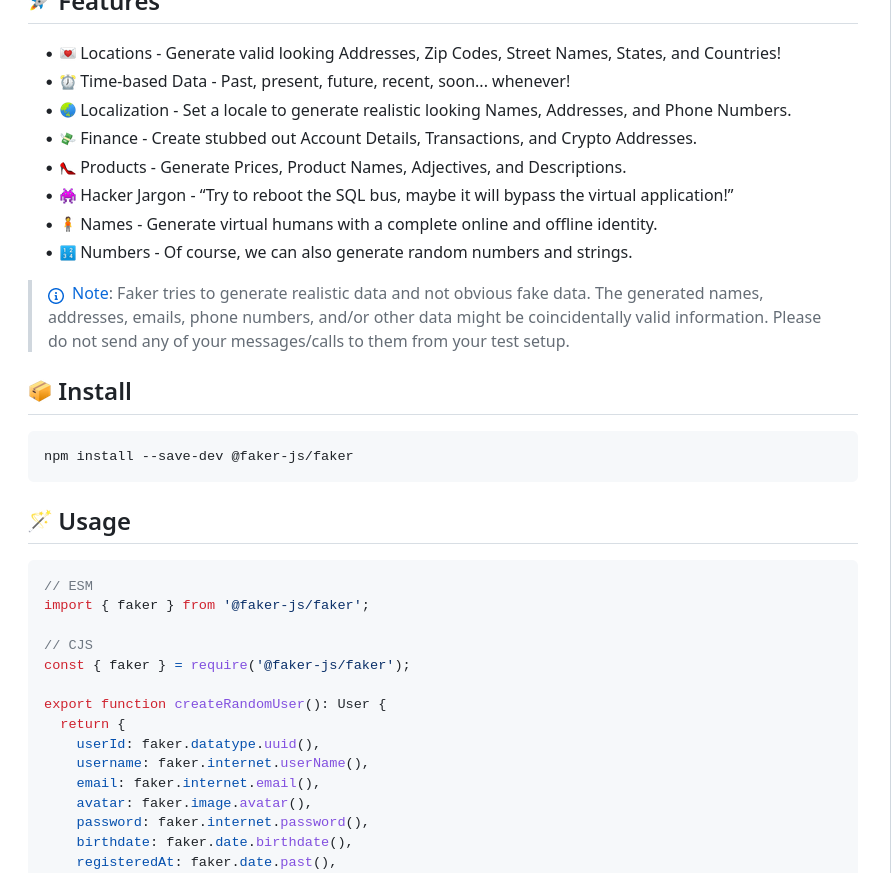 🚀 Features
• 💌 Locations - Generate valid looking Addresses, Zip Codes, Street Names, States, and Countries!
• ⏰ Time-based Data - Past, present, future, recent, soon... whenever!
• 🌏 Localization - Set a locale to generate realistic looking Names, Addresses, and Phone Numbers.
• 💸 Finance - Create stubbed out Account Details, Transactions, and Crypto Addresses.
• 👠 Products - Generate Prices, Product Names, Adjectives, and Descriptions.
• 👾 Hacker Jargon - “Try to reboot the SQL bus, maybe it will bypass the virtual application!”
• 🧍 Names - Generate virtual humans with a complete online and offline identity.
• 🔢 Numbers - Of course, we can also generate random numbers and strings.
Note: Faker tries to generate realistic data and not obvious fake data. The generated names,
addresses, emails, phone numbers, and/or other data might be coincidentally valid information. Please
do not send any of your messages/calls to them from your test setup.
📦 Install
npm install --save-dev @faker-js/faker
🪄 Usage
// ESM
import { faker } from '@faker-js/faker';
// CJS
const { faker } = require('@faker-js/faker');
export function createRandomUser(): User {
  return {
    userId: faker.datatype.uuid(),
    username: faker.internet.userName(),
    email: faker.internet.email(),
    avatar: faker.image.avatar(),
    password: faker.internet.password(),
    birthdate: faker.date.birthdate(),
    registeredAt: faker.date.past(),